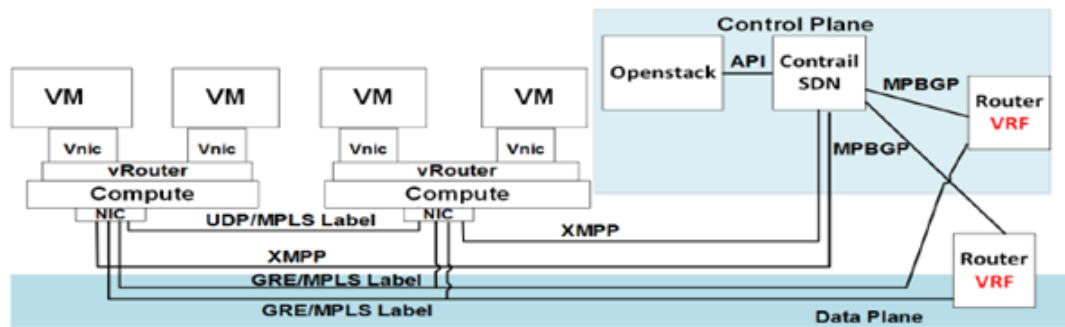 Control Plane
Openstack
API
Contrail
SDN
MPBGP
Router
VRF
MPBGP
VM
VM
VM
VM
Vnic
Vnic
Vnic
Vnic
vRouter
vRouter
Compute
Compute
NIC
NIC
UDP/MPLS Label
XMPP
XMPP
GRE/MPLS Label
Router
VRF
GRE/MPLS Label
Data Plane